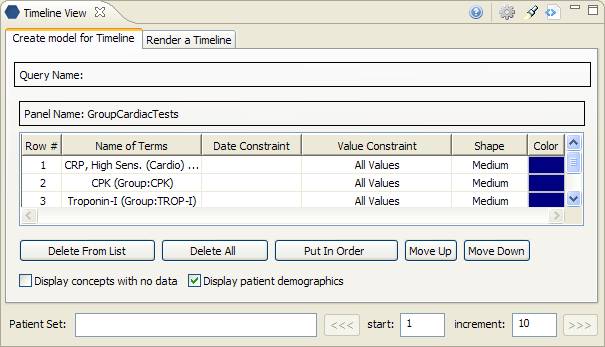 Timeline View
Create model for Timeline Render a Timeline
Query Name:
Panel Name: GroupCardiacTests
Row # Name of Terms Date Constraint Value Constraint Shape Color
1 CRP, High Sens. (Cardio) ... All Values Medium
2 CPK (Group:CPK) All Values Medium
3 Troponin-I (Group:TROP-I) All Values Medium
Delete From List Delete All Put In Order Move Up Move Down
Display concepts with no data Display patient demographics
Patient Set: <<< start: 1 increment: 10 >>>